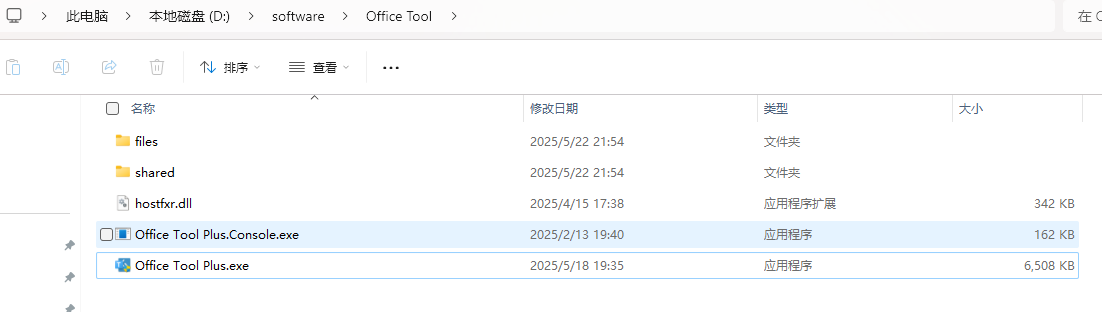 此电脑 > 本地磁盘 (D:) > software > Office Tool > 在
排序 查看 ...
名称 修改日期 类型 大小
files 2025/5/22 21:54 文件夹
shared 2025/5/22 21:54 文件夹
hostfxr.dll 2025/4/15 17:38 应用程序扩展 342 KB
Office Tool Plus.Console.exe 2025/2/13 19:40 应用程序 162 KB
Office Tool Plus.exe 2025/5/18 19:35 应用程序 6,508 KB